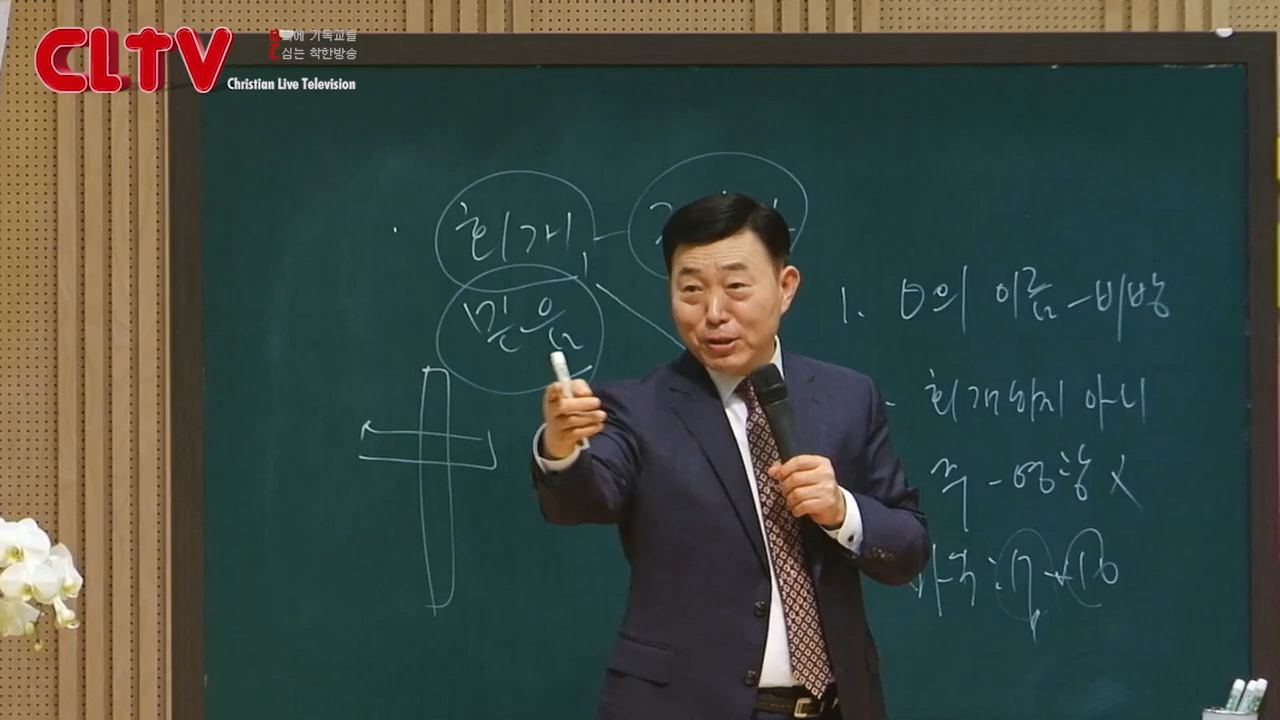 CLTV
에 기독교를
심는 착한방송
Christian Live Television
회개,
믿음
1. 의 이름-비방
회개하지 아니
주-영광 X